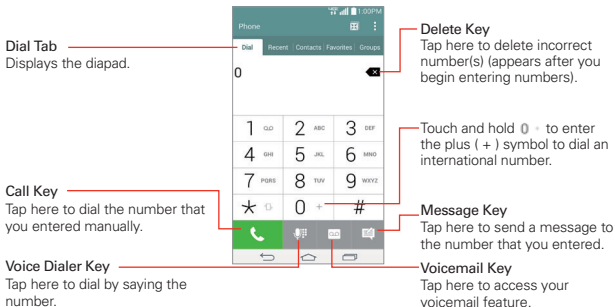 Dial Tab
Displays the diapad.
Call Key
Tap here to dial the number that
you entered manually.
Voice Dialer Key
Tap here to dial by saying the
number.
1:00PM
Phone
Dial Recent Contacts Favorites Groups
0
1 2 ABC 3 DEF
4 GHI 5 JKL 6 MNO
7 PQRS 8 TUV 9 WXYZ
* 0 + #
Delete Key
Tap here to delete incorrect
number(s) (appears after you
begin entering numbers).
Touch and hold 0 + to enter
the plus ( + ) symbol to dial an
international number.
Message Key
Tap here to send a message to
the number that you entered.
Voicemail Key
Tap here to access your
voicemail feature.